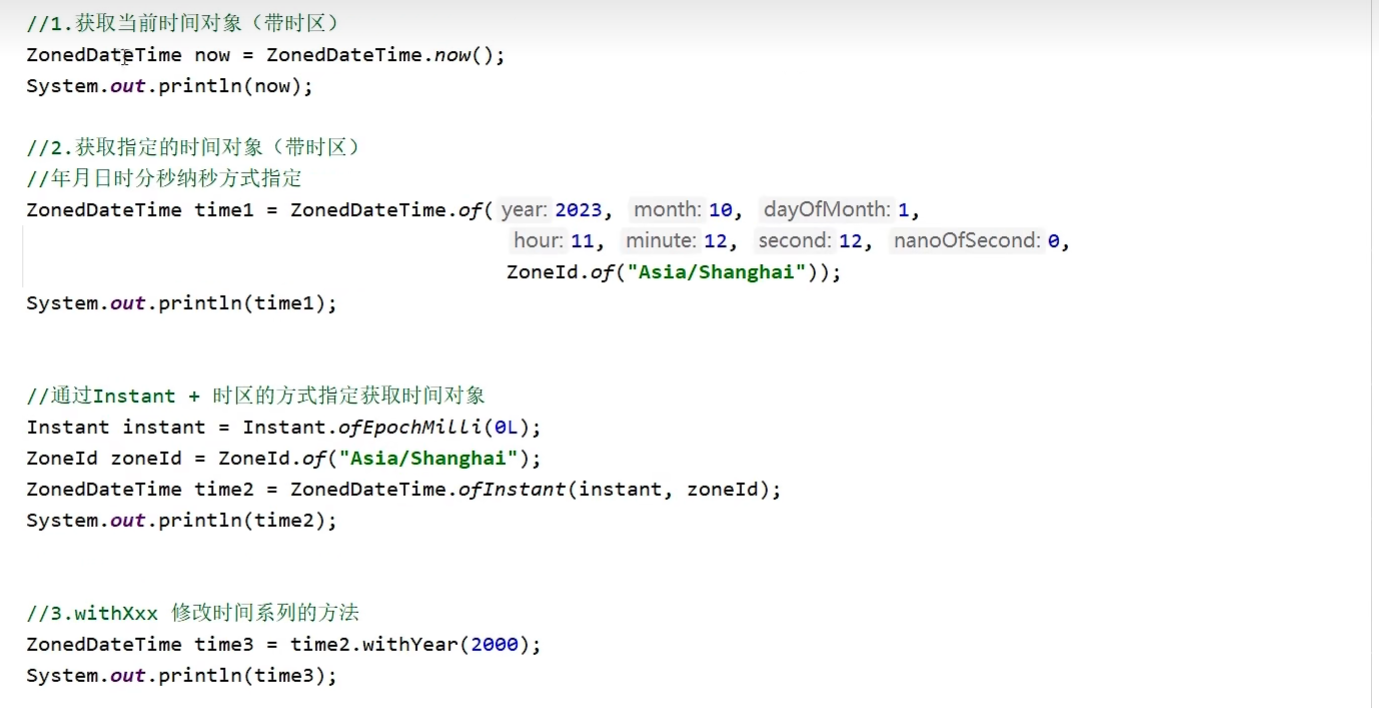 //1.获取当前时间对象（带时区）
ZonedDateTime now = ZonedDateTime.now();
System.out.println(now);
//2.获取指定的时间对象（带时区）
//年月日时分秒纳秒方式指定
ZonedDateTime time1 = ZonedDateTime.of( year: 2023, month: 10, dayOfMonth: 1,
hour: 11, minute: 12, second: 12, nanoOfSecond: 0,
ZoneId.of("Asia/Shanghai"));
System.out.println(time1);
//通过Instant + 时区的方式指定获取时间对象
Instant instant = Instant.ofEpochMilli(0L);
ZoneId zoneId = ZoneId.of("Asia/Shanghai");
ZonedDateTime time2 = ZonedDateTime.ofInstant(instant, zoneId);
System.out.println(time2);
//3.withXxx 修改时间系列的方法
ZonedDateTime time3 = time2.withYear(2000);
System.out.println(time3);